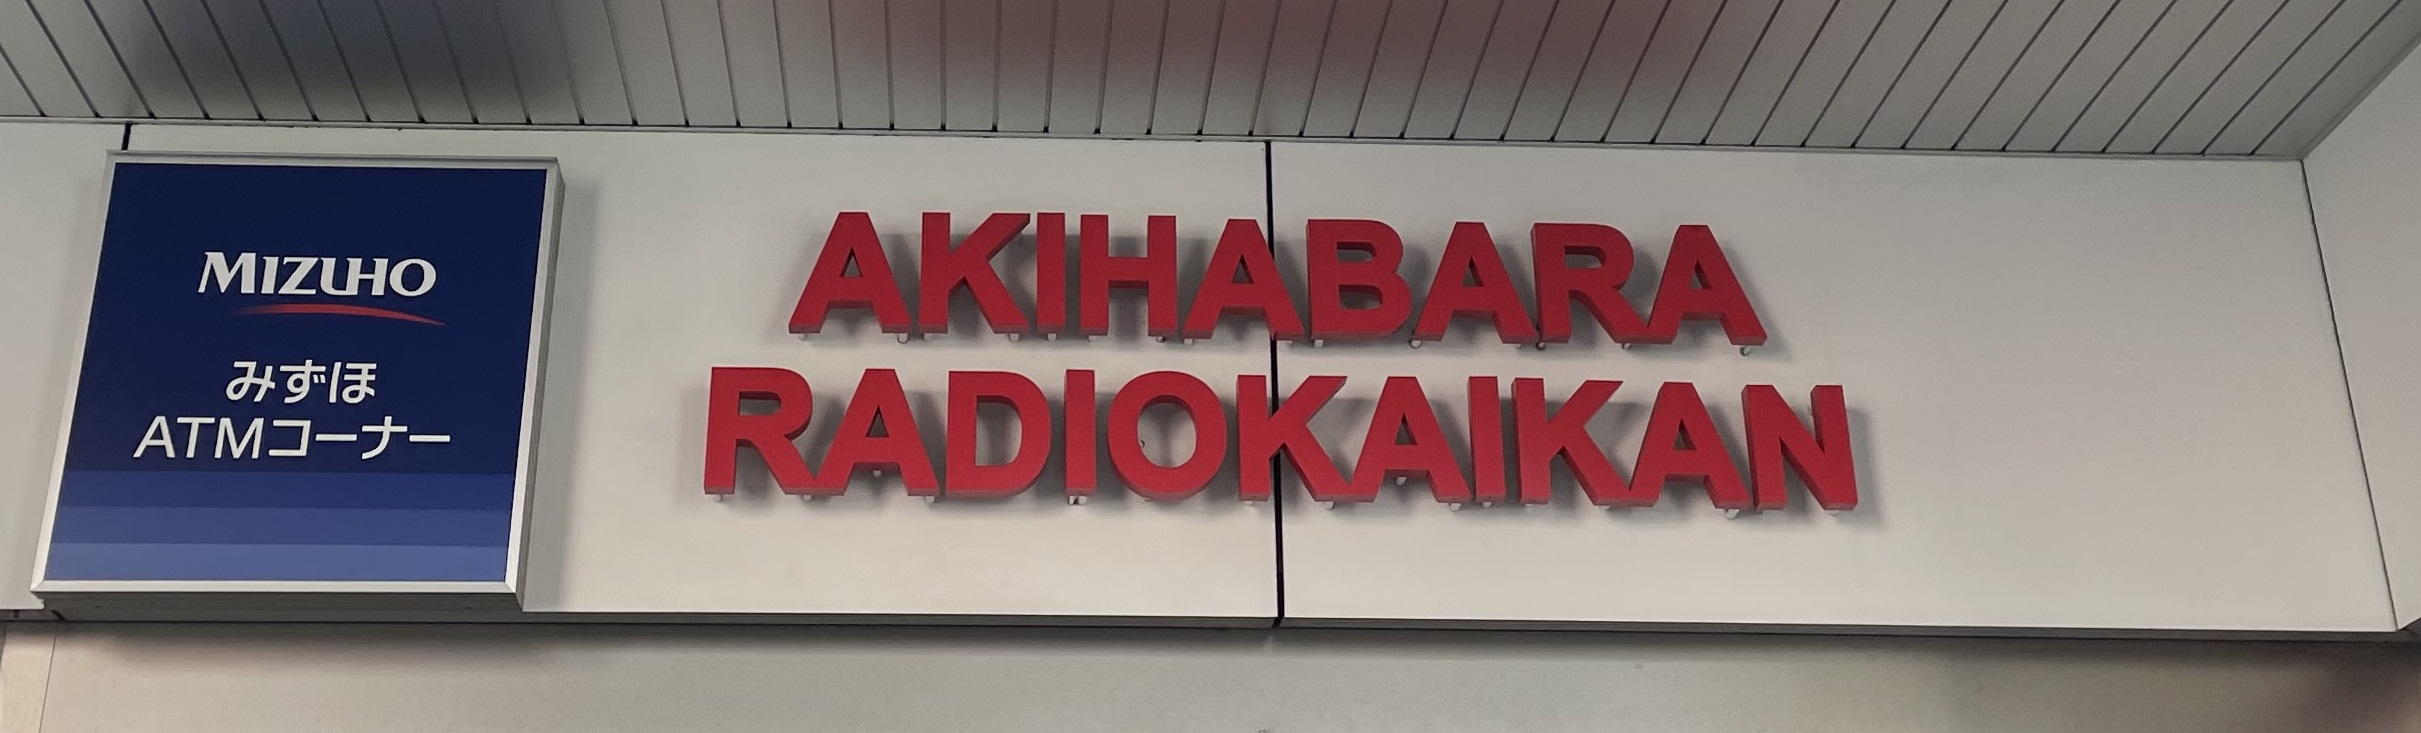 MIZUHO
みずほ
ATMコーナー
AKIHABARA
RADIOKAIKAN